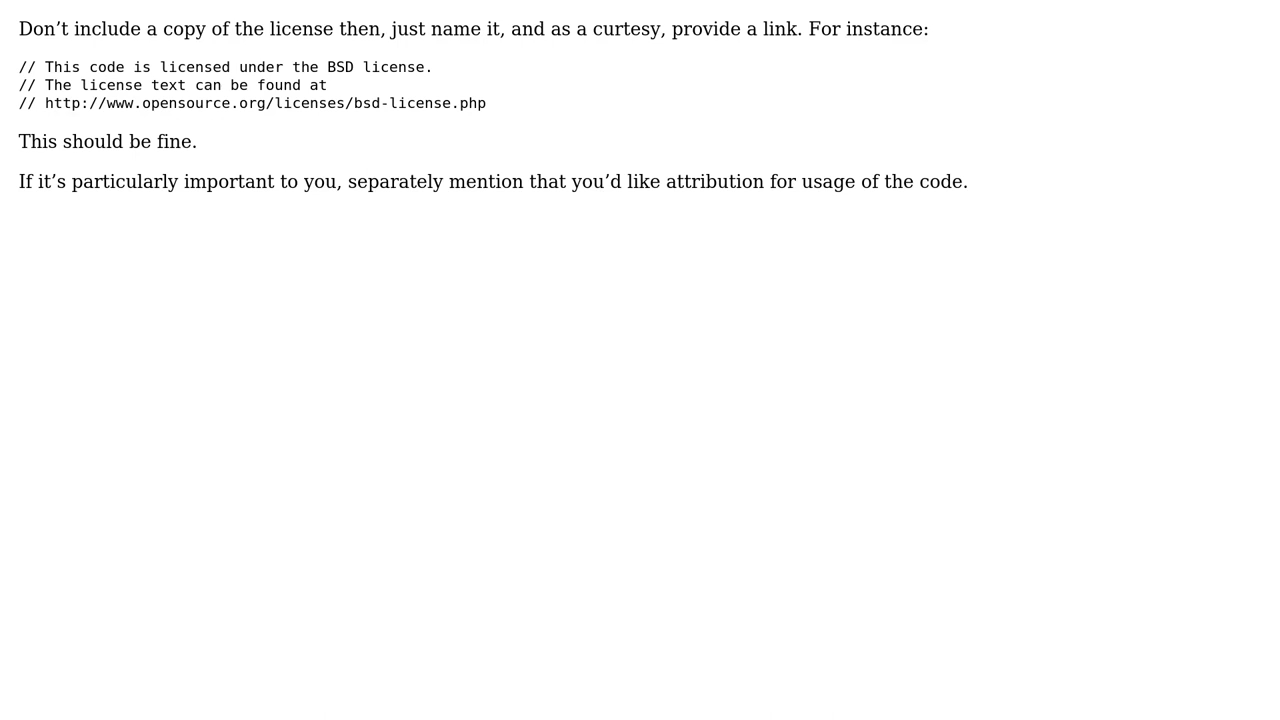 Don’t include a copy of the license then, just name it, and as a curtesy, provide a link. For instance:
// This code is licensed under the BSD license.
// The license text can be found at
// http://www.opensource.org/licenses/bsd-license.php
This should be fine.
If it’s particularly important to you, separately mention that you’d like attribution for usage of the code.